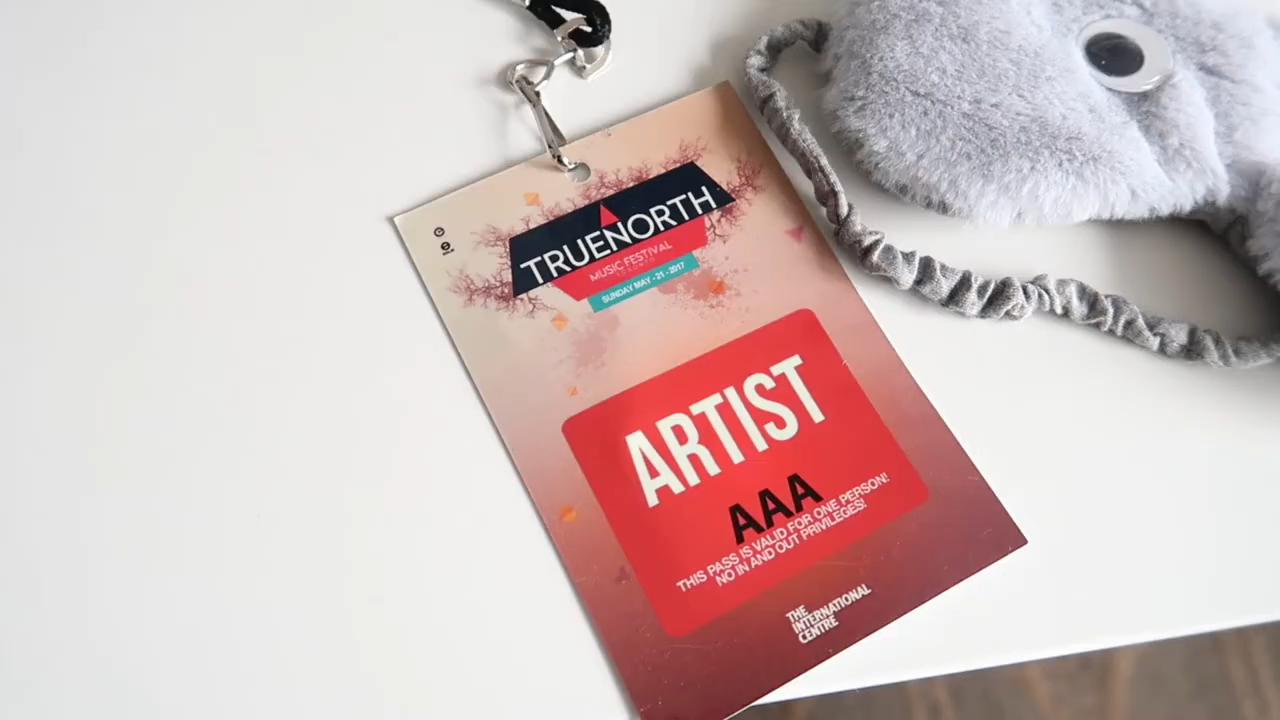 TRUENORTH
MUSIC FESTIVAL
TORONTO
SUNDAY MAY - 21 - 2017
ARTIST
AAA
THIS PASS IS VALID FOR ONE PERSON!
NO IN AND OUT PRIVILEGES!
THE
INTERNATIONAL
CENTRE